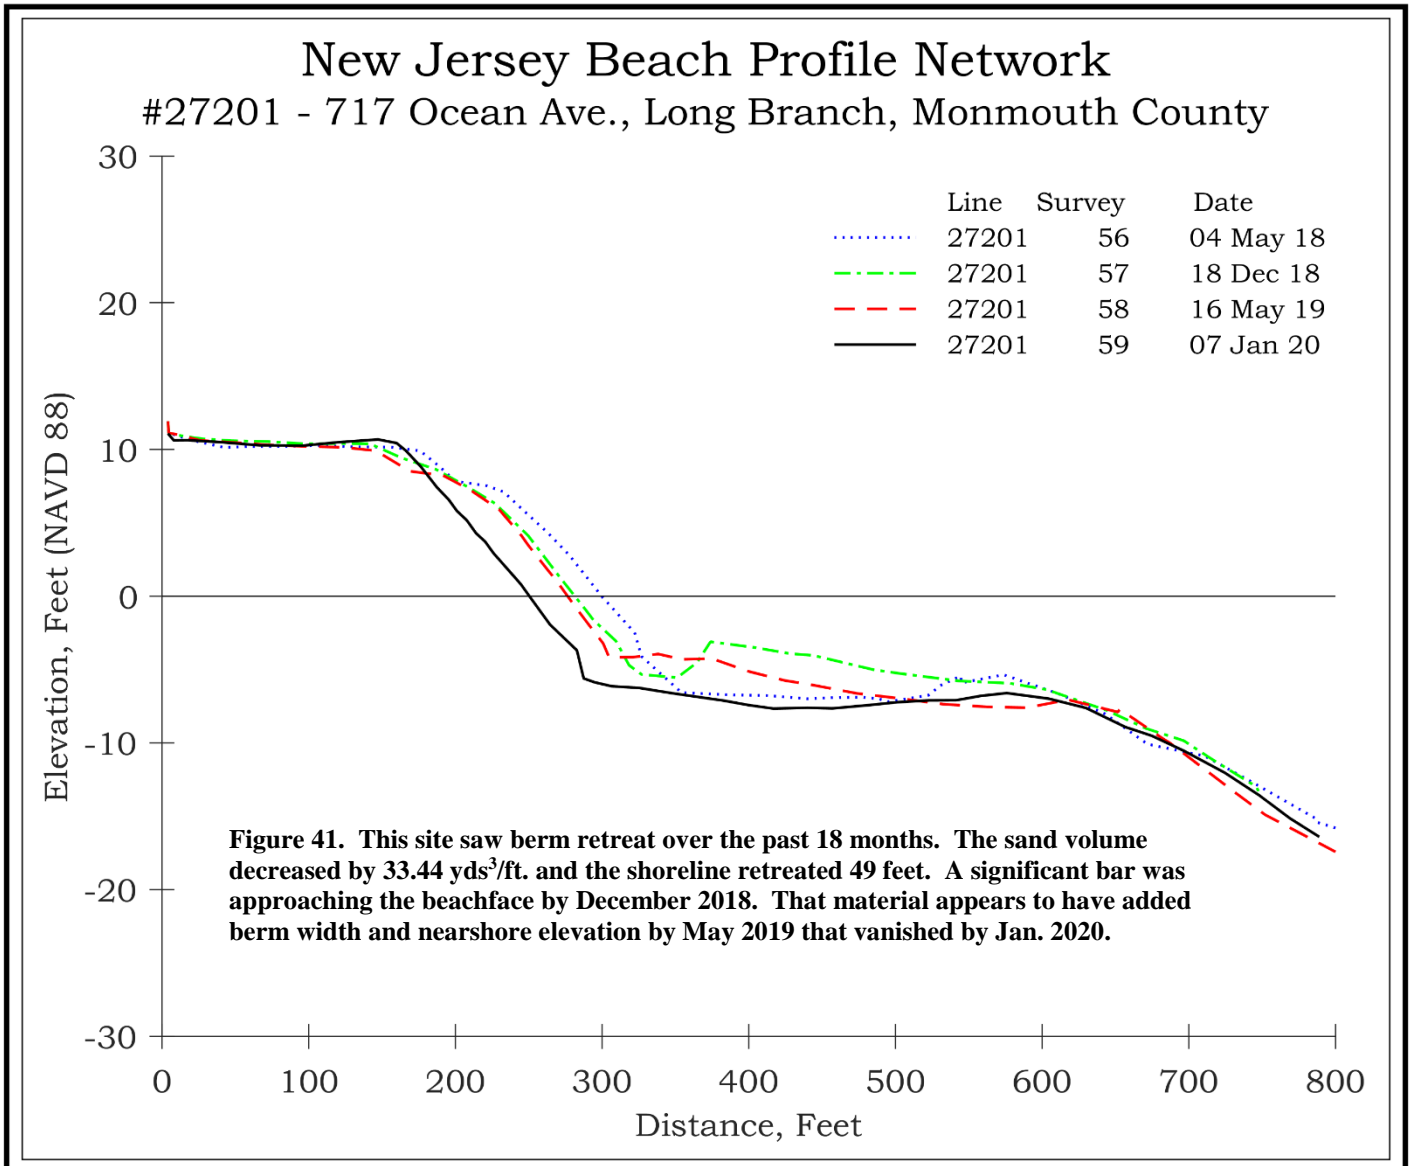 New Jersey Beach Profile Network
#27201 - 717 Ocean Ave., Long Branch, Monmouth County
Line Survey Date
27201 56 04 May 18
27201 57 18 Dec 18
27201 58 16 May 19
27201 59 07 Jan 20
30
20
10
0
-10
-20
-30
Elevation, Feet (NAVD 88)
Figure 41. This site saw berm retreat over the past 18 months. The sand volume
decreased by 33.44 yds³/ft. and the shoreline retreated 49 feet. A significant bar was
approaching the beachface by December 2018. That material appears to have added
berm width and nearshore elevation by May 2019 that vanished by Jan. 2020.
0 100 200 300 400 500 600 700 800
Distance, Feet